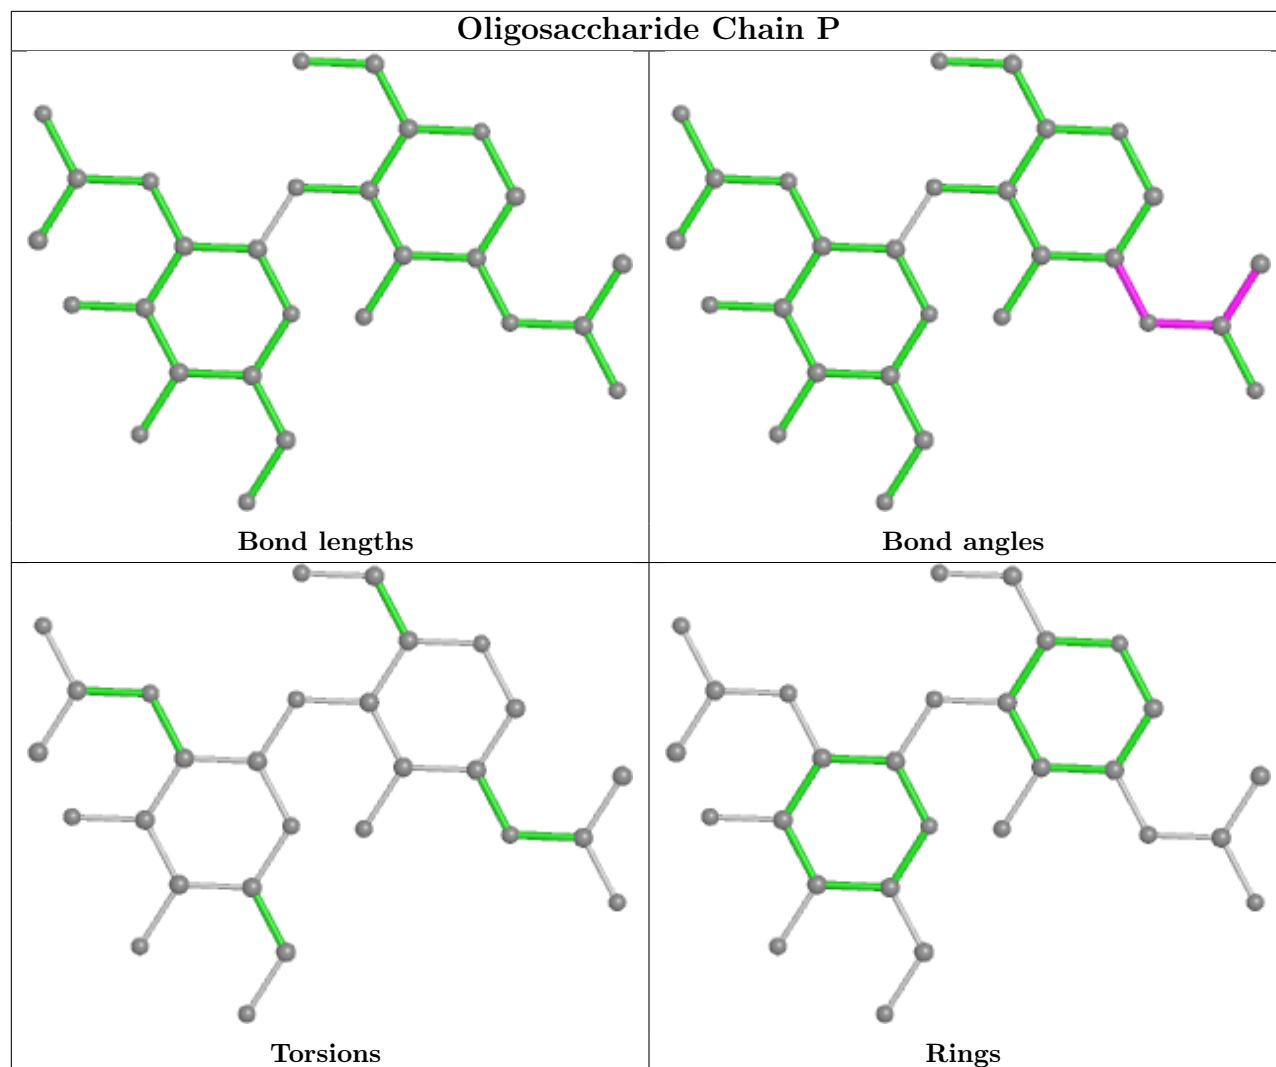 Oligosaccharide Chain P
Bond lengths
Bond angles
Torsions
Rings